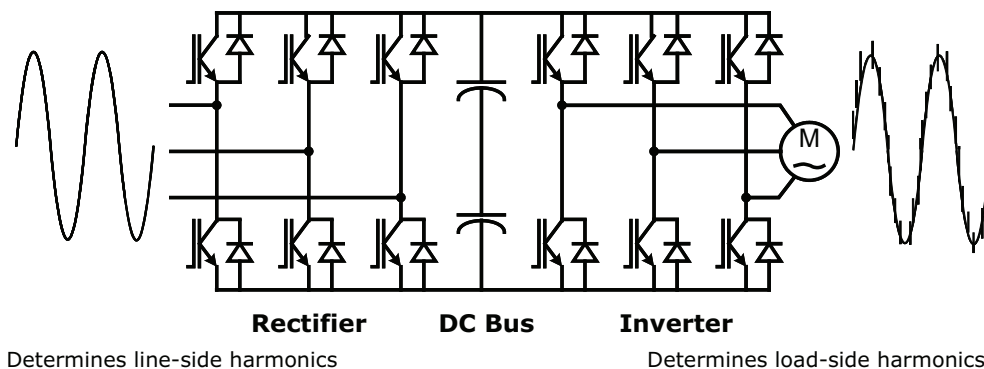 M
Rectifier DC Bus Inverter
Determines line-side harmonics Determines load-side harmonics